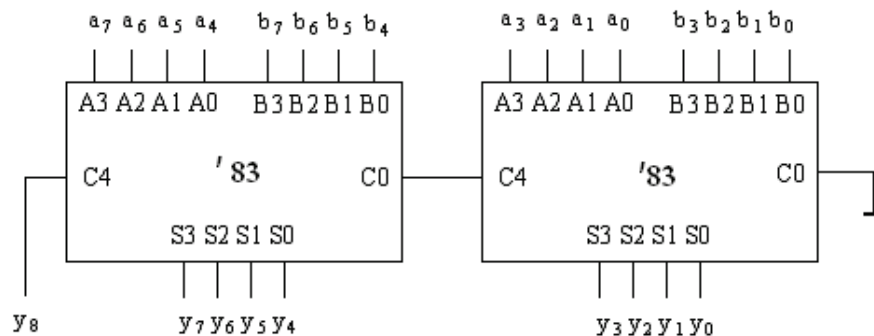 a₇ a₆ a₅ a₄ b₇ b₆ b₅ b₄ a₃ a₂ a₁ a₀ b₃ b₂ b₁ b₀
A3 A2 A1 A0 B3 B2 B1 B0 A3 A2 A1 A0 B3 B2 B1 B0
C4 '83 C0 C4 '83 C0
S3 S2 S1 S0 S3 S2 S1 S0
y₈ y₇ y₆ y₅ y₄ y₃ y₂ y₁ y₀